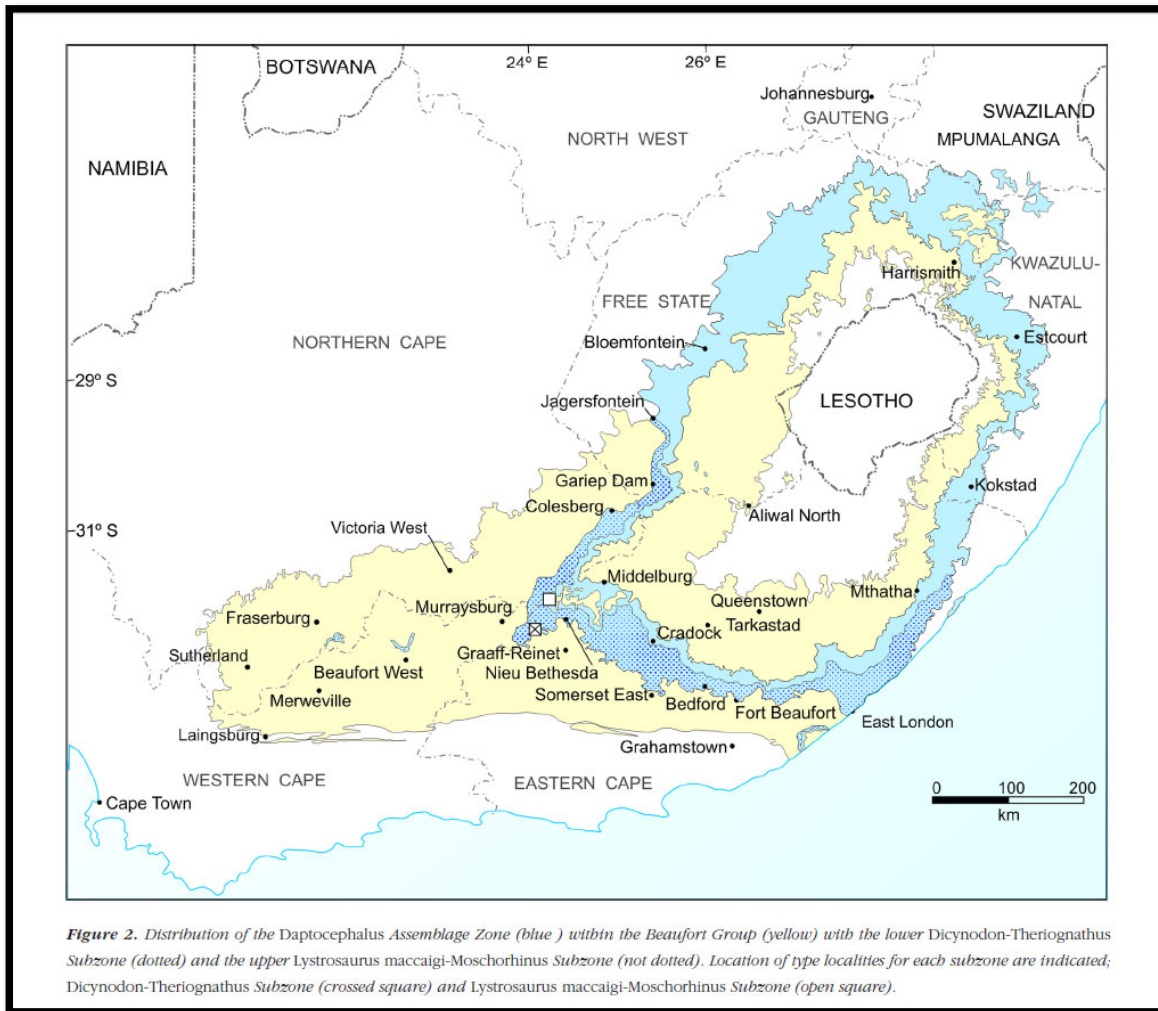 24° E
26° E
BOTSWANA
Johannesburg
GAUTENG
SWAZILAND
MPUMALANGA
NORTH WEST
NAMIBIA
Harrismith
KWAZULU-
NATAL
FREE STATE
NORTHERN CAPE
Bloemfontein
Estcourt
29° S
LESOTHO
Jagersfontein
Gariep Dam
Kokstad
Colesberg
Aliwal North
31° S
Victoria West
Middelburg
Mthatha
Queenstown
Murraysburg
Fraserburg
Tarkastad
Cradock
Graaff-Reinet
Sutherland
Beaufort West
Nieu Bethesda
Merweville
Somerset East
Bedford
Fort Beaufort
East London
Laingsburg
Grahamstown
WESTERN CAPE
EASTERN CAPE
Cape Town
0 100 200
km
Figure 2. Distribution of the Daptocephalus Assemblage Zone (blue ) within the Beaufort Group (yellow) with the lower Dicynodon-Theriognathus
Subzone (dotted) and the upper Lystrosaurus maccaigi-Moschorhinus Subzone (not dotted). Location of type localities for each subzone are indicated;
Dicynodon-Theriognathus Subzone (crossed square) and Lystrosaurus maccaigi-Moschorhinus Subzone (open square).